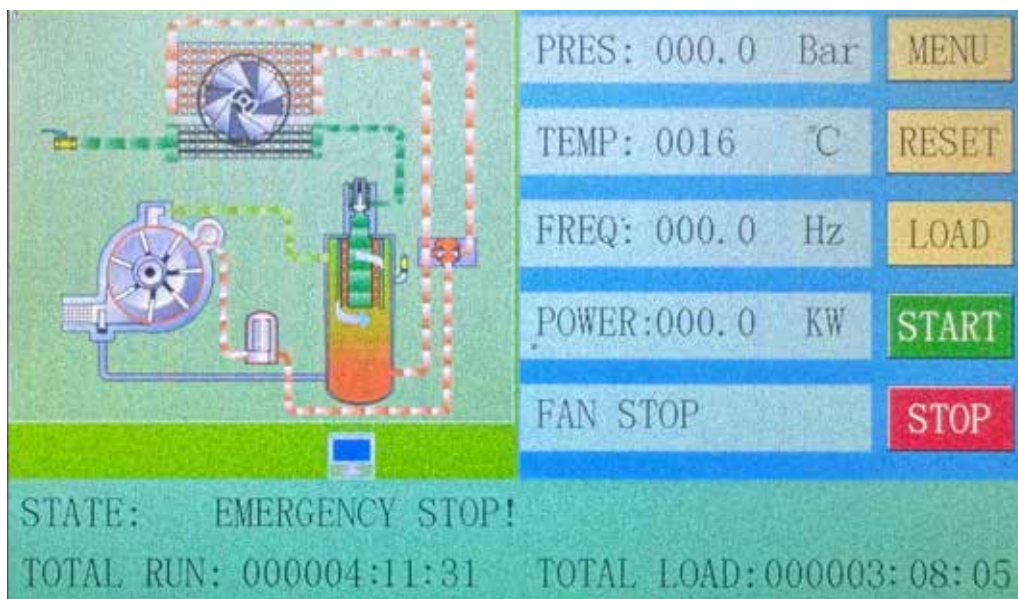 PRES: 000.0 Bar MENU
TEMP: 0016 ℃ RESET
FREQ: 000.0 Hz LOAD
POWER:000.0 KW START
FAN STOP STOP
STATE: EMERGENCY STOP!
TOTAL RUN: 000004:11:31 TOTAL LOAD:000003:08:05